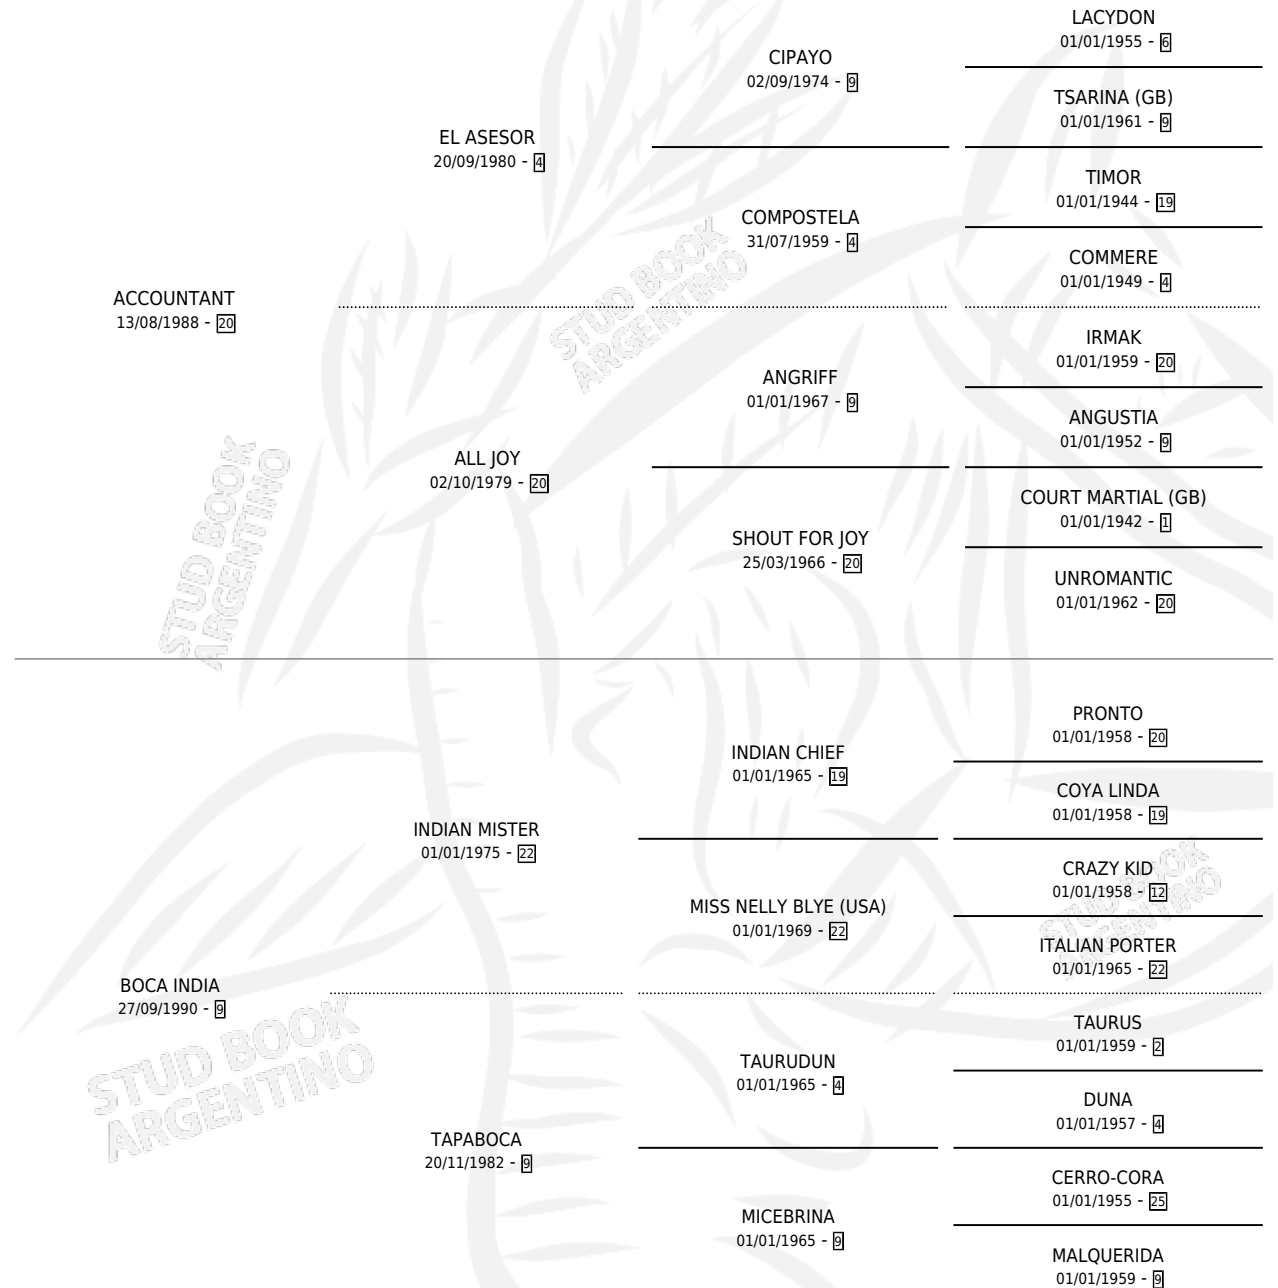 LACYDON
01/01/1955 - 6
CIPAYO
02/09/1974 - 9
TSARINA (GB)
01/01/1961 - 9
EL ASESOR
20/09/1980 - 4
TIMOR
01/01/1944 - 19
COMPOSTELA
31/07/1959 - 4
COMMERE
01/01/1949 - 4
ACCOUNTANT
13/08/1988 - 20
STUD BOOK
ARGENTINO
IRMAK
01/01/1959 - 20
ANGRIFF
01/01/1967 - 9
ANGUSTIA
01/01/1952 - 9
ALL JOY
02/10/1979 - 20
COURT MARTIAL (GB)
01/01/1942 - 1
SHOUT FOR JOY
25/03/1966 - 20
UNROMANTIC
01/01/1962 - 20
STUD BOOK
ARGENTINO
PRONTO
01/01/1958 - 20
INDIAN CHIEF
01/01/1965 - 19
COYA LINDA
01/01/1958 - 19
INDIAN MISTER
01/01/1975 - 22
CRAZY KID
01/01/1958 - 12
MISS NELLY BLYE (USA)
01/01/1969 - 22
STUD BOOK
ARGENTINO
ITALIAN PORTER
01/01/1965 - 22
BOCA INDIA
27/09/1990 - 9
TAURUS
01/01/1959 - 2
TAURUDUN
01/01/1965 - 4
STUD BOOK
ARGENTINO
DUNA
01/01/1957 - 4
TAPABOCA
20/11/1982 - 9
CERRO-CORA
01/01/1955 - 25
MICEBRINA
01/01/1965 - 9
MALQUERIDA
01/01/1959 - 9